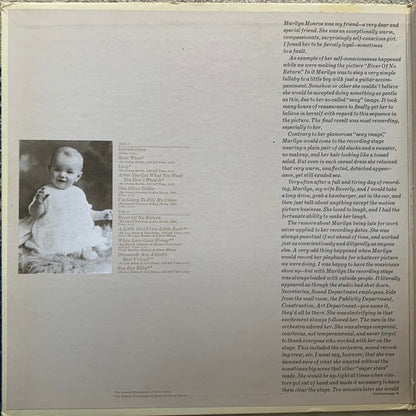 SIDE 1
Introduction
Heat Wave*
Lazy*
After You Get What You Want
You Don't Want It*
One Silver Dollar
I'm Going To File My Claim
SIDE 2
River Of No Return
A Little Girl From Little Rock**
When Love Goes Wrong**
Diamonds Are A Girl's
Best Friend**
Bye Bye Baby**
Marilyn Monroe was my friend—a very dear and
special friend. She was an exceptionally warm,
compassionate, surprisingly self-conscious girl.
I found her to be fiercely loyal—sometimes
to a fault.
An example of her self-consciousness happened
while we were making the picture "River Of No
Return." In it Marilyn was to sing a very simple
lullaby to a little boy with just a guitar accom-
paniment. Somehow or other she couldn't believe
she would be accepted doing something as gentle
as this, due to her so-called "sexy" image. It took
many hours of reassurance to finally get her to
believe in herself with regard to this sequence in
the picture. The final result was most rewarding,
especially to her.
Contrary to her glamorous "sexy image",
Marilyn would come to the recording stage
wearing a plain pair of old slacks and a sweater,
no makeup, and her hair looking like a tossed
salad. But even in such casual dress she radiated
that very warm, unaffected, detached appear-
ance, yet still exuded sex.
Very often after a full and tiring day of record-
ing, Marilyn, my wife Beverly, and I would take
a long drive, grab a hamburger, sit in the car, and
then just talk about anything except the motion
picture business. She loved to laugh, and I had the
fortunate ability to make her laugh.
The rumors about Marilyn being late for work
never applied to her recording dates. She was
always punctual if not ahead of time, and worked
just as conscientiously and diligently as anyone
else. A very odd thing happened when Marilyn
would record her playbacks for whatever picture
we were doing. I was happy to have the musicians
show up—but with Marilyn the recording stage
was always loaded with outside people. It literally
appeared as though the studio had shut down.
Secretaries, Sound Department employees, kids
from the mail room, the Publicity Department,
Construction, Art Department—you name it,
they'd all be there. She was electrifying in that
excitement always followed her. The men in the
orchestra adored her. She was always congenial,
courteous, not temperamental, and never forgot
to thank everyone who worked with her on the
stage. This included the orchestra, sound record-
ing crew, etc. I must say, however, that she was
damned sure of what she wanted without the
sometimes big scenes that other "super stars"
made. She would be up-tight at times when visi-
tors got out of hand and made it necessary to have
them clear the stage. Ten minutes later she would